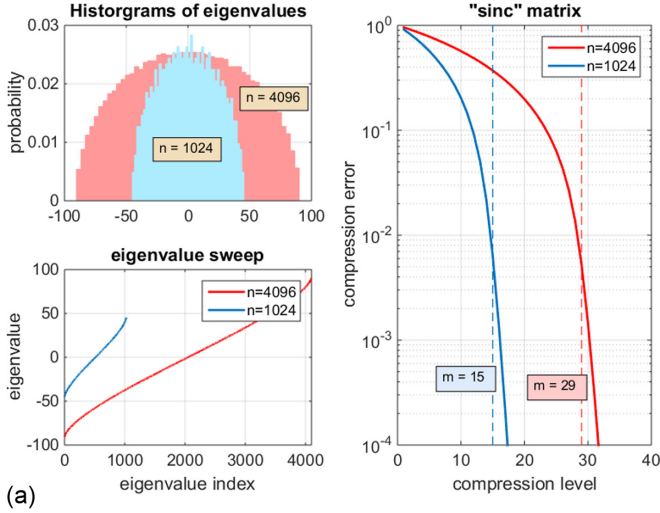 Historgrams of eigenvalues
0.03
0.02
0.01
0
probability
n = 4096
n = 1024
-100 -50 0 50 100
eigenvalue sweep
100
50
0
-50
-100
eigenvalue
n=4096
n=1024
0 1000 2000 3000 4000
eigenvalue index
(a)
"sinc" matrix
10^0
10^-1
10^-2
10^-3
10^-4
compression error
n=4096
n=1024
m = 15
m = 29
0 10 20 30 40
compression level